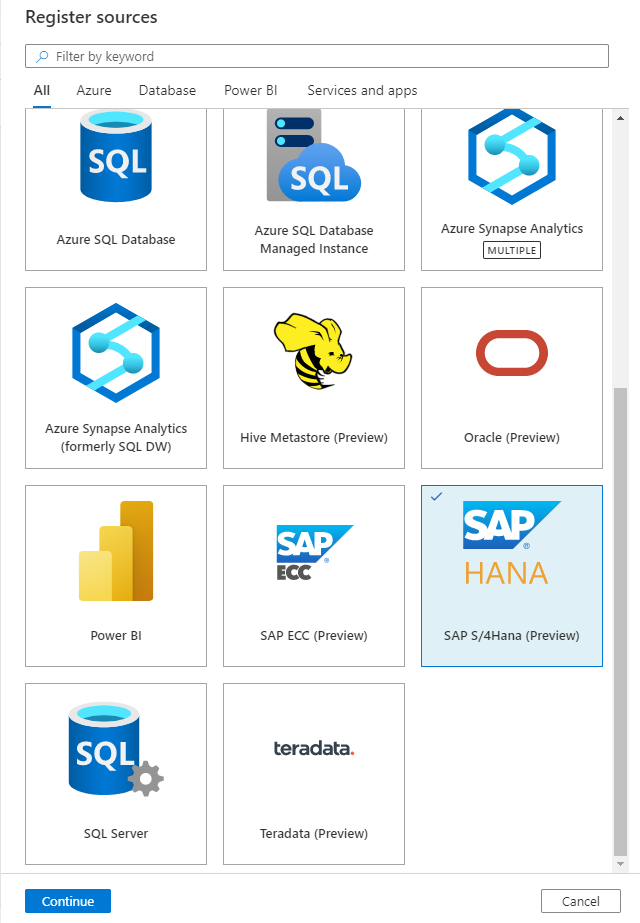 Register sources
Filter by keyword
All Azure Database Power BI Services and apps
SQL
SQL
Azure SQL Database
Azure SQL Database
Managed Instance
Azure Synapse Analytics
MULTIPLE
Azure Synapse Analytics
(formerly SQL DW)
Hive Metastore (Preview)
Oracle (Preview)
Power BI
SAP®
ECC
SAP ECC (Preview)
SAP®
HANA
SAP S/4Hana (Preview)
SQL
SQL Server
teradata.
Teradata (Preview)
Continue
Cancel